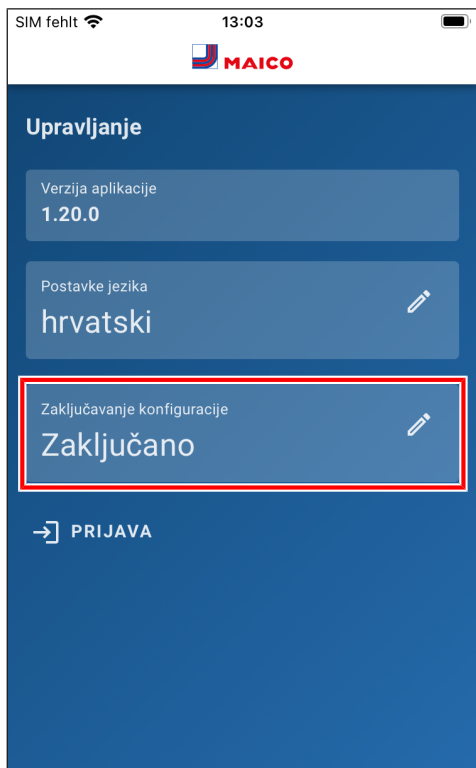 SIM fehlt 13:03
MAICO
Upravljanje
Verzija aplikacije
1.20.0
Postavke jezika
hrvatski
Zaključavanje konfiguracije
Zaključano
PRIJAVA